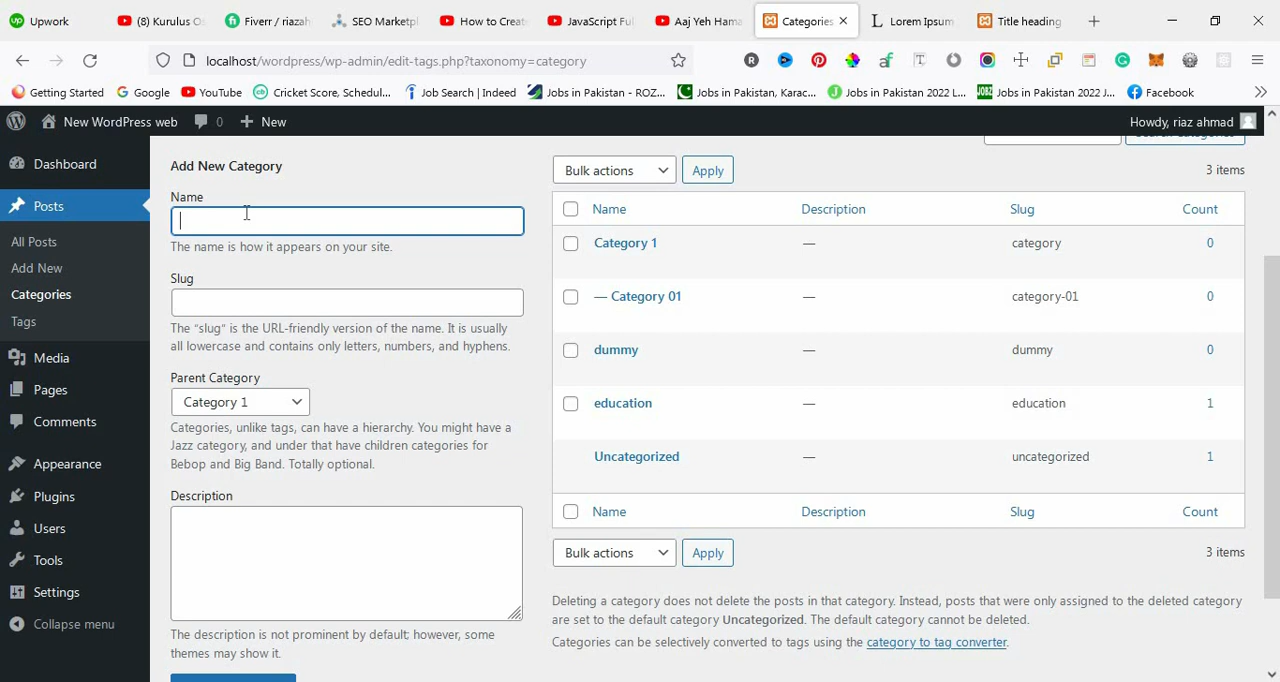 Upwork
(8) Kurulus Os
Fiverr / riazah
SEO Marketpl
How to Create
JavaScript Ful
Aaj Yeh Hama
Categories
Lorem Ipsum
Title heading
localhost/wordpress/wp-admin/edit-tags.php?taxonomy=category
Getting Started
Google
YouTube
Cricket Score, Schedul...
Job Search | Indeed
Jobs in Pakistan - ROZ...
Jobs in Pakistan, Karac...
Jobs in Pakistan 2022 L...
Jobs in Pakistan 2022 J...
Facebook
New WordPress web
0
New
Howdy, riaz ahmad
Dashboard
Posts
All Posts
Add New
Categories
Tags
Media
Pages
Comments
Appearance
Plugins
Users
Tools
Settings
Collapse menu
Add New Category
Name
The name is how it appears on your site.
Slug
The “slug” is the URL-friendly version of the name. It is usually
all lowercase and contains only letters, numbers, and hyphens.
Parent Category
Category 1
Categories, unlike tags, can have a hierarchy. You might have a
Jazz category, and under that have children categories for
Bebop and Big Band. Totally optional.
Description
The description is not prominent by default; however, some
themes may show it.
Bulk actions
Apply
3 items
Name Description Slug Count
Category 1 — category 0
— Category 01 — category-01 0
dummy — dummy 0
education — education 1
Uncategorized — uncategorized 1
Name Description Slug Count
Bulk actions
Apply
3 items
Deleting a category does not delete the posts in that category. Instead, posts that were only assigned to the deleted category
are set to the default category Uncategorized. The default category cannot be deleted.
Categories can be selectively converted to tags using the category to tag converter.